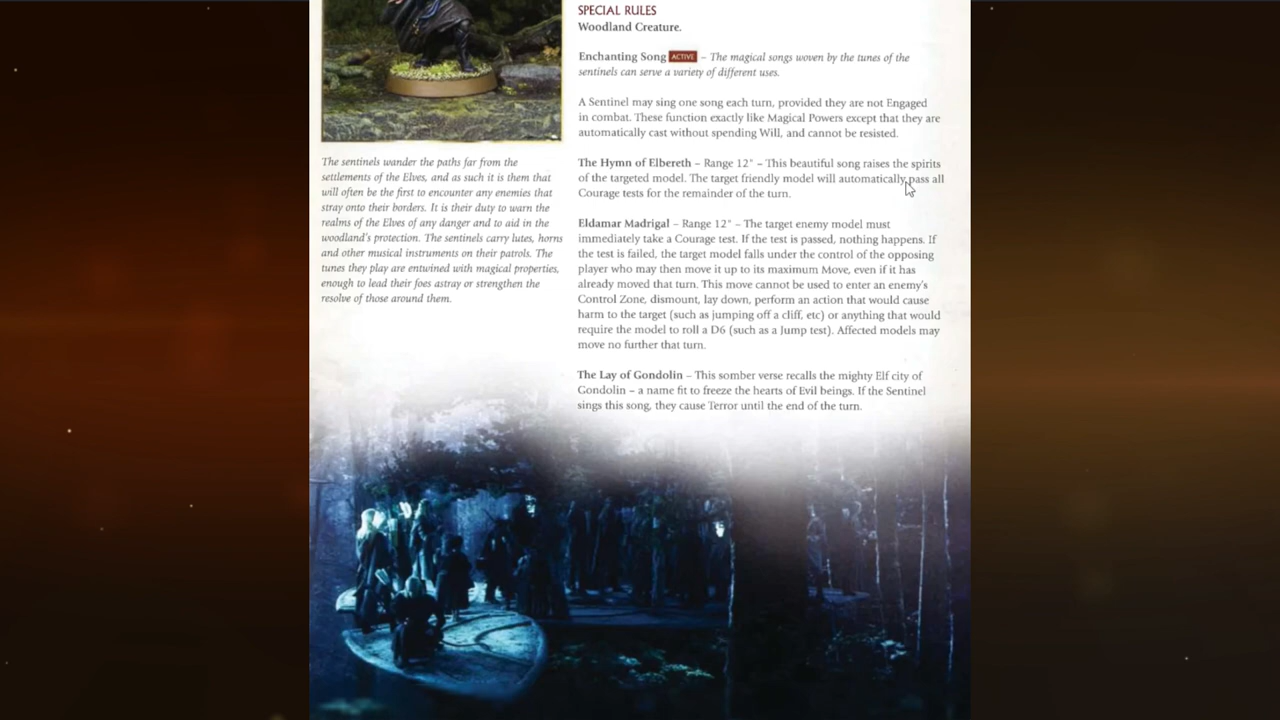 The sentinels wander the paths far from the
settlements of the Elves, and as such it is them that
will often be the first to encounter any enemies that
stray onto their borders. It is their duty to warn the
realms of the Elves of any danger and to aid in the
woodland's protection. The sentinels carry lutes, horns
and other musical instruments on their patrols. The
tunes they play are entwined with magical properties,
enough to lead their foes astray or strengthen the
resolve of those around them.
SPECIAL RULES
Woodland Creature.
Enchanting Song ACTIVE – The magical songs woven by the tunes of the
sentinels can serve a variety of different uses.
A Sentinel may sing one song each turn, provided they are not Engaged
in combat. These function exactly like Magical Powers except that they are
automatically cast without spending Will, and cannot be resisted.
The Hymn of Elbereth – Range 12" – This beautiful song raises the spirits
of the targeted model. The target friendly model will automatically pass all
Courage tests for the remainder of the turn.
Eldamar Madrigal – Range 12" – The target enemy model must
immediately take a Courage test. If the test is passed, nothing happens. If
the test is failed, the target model falls under the control of the opposing
player who may then move it up to its maximum Move, even if it has
already moved that turn. This move cannot be used to enter an enemy's
Control Zone, dismount, lay down, perform an action that would cause
harm to the target (such as jumping off a cliff, etc) or anything that would
require the model to roll a D6 (such as a Jump test). Affected models may
move no further that turn.
The Lay of Gondolin – This somber verse recalls the mighty Elf city of
Gondolin – a name fit to freeze the hearts of Evil beings. If the Sentinel
sings this song, they cause Terror until the end of the turn.